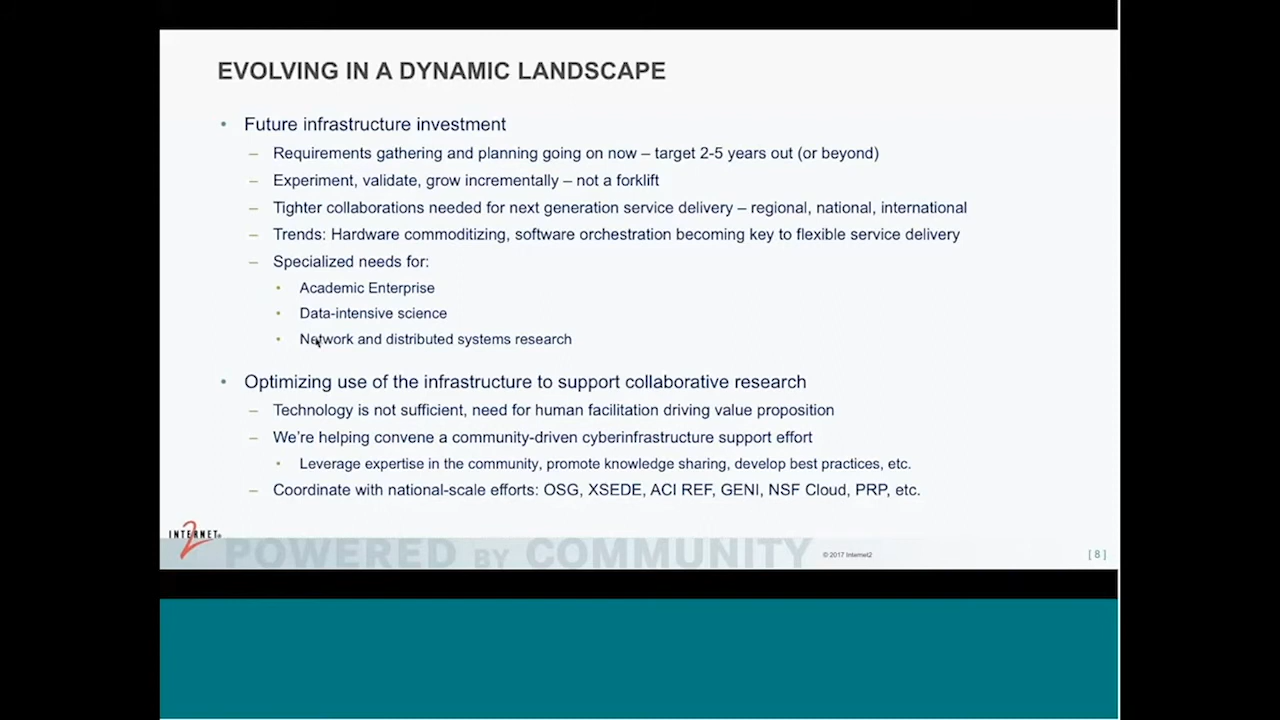 EVOLVING IN A DYNAMIC LANDSCAPE
• Future infrastructure investment
– Requirements gathering and planning going on now – target 2-5 years out (or beyond)
– Experiment, validate, grow incrementally – not a forklift
– Tighter collaborations needed for next generation service delivery – regional, national, international
– Trends: Hardware commoditizing, software orchestration becoming key to flexible service delivery
– Specialized needs for:
• Academic Enterprise
• Data-intensive science
• Network and distributed systems research
• Optimizing use of the infrastructure to support collaborative research
– Technology is not sufficient, need for human facilitation driving value proposition
– We're helping convene a community-driven cyberinfrastructure support effort
• Leverage expertise in the community, promote knowledge sharing, develop best practices, etc.
– Coordinate with national-scale efforts: OSG, XSEDE, ACI REF, GENI, NSF Cloud, PRP, etc.
INTERNET®
2
POWERED BY COMMUNITY
© 2017 Internet2
[ 8 ]